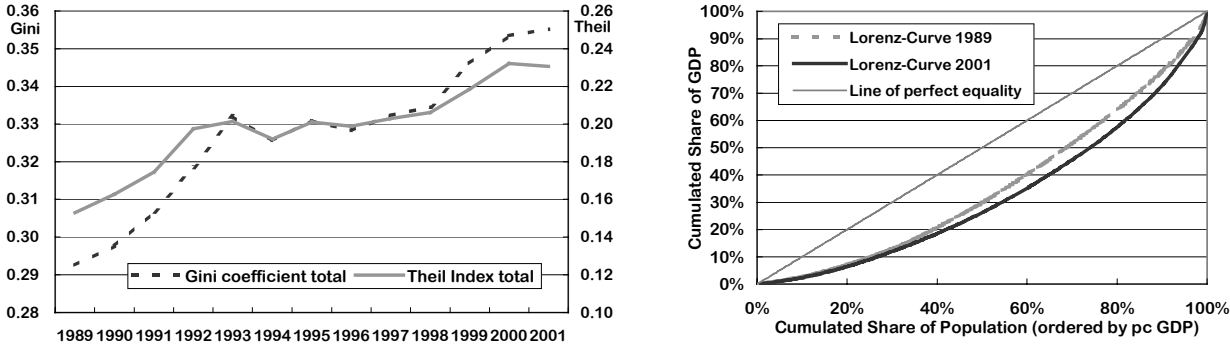 Gini
Theil
0.36
0.35
0.34
0.33
0.32
0.31
0.30
0.29
0.28
0.26
0.24
0.22
0.20
0.18
0.16
0.14
0.12
0.10
Gini coefficient total
Theil Index total
1989 1990 1991 1992 1993 1994 1995 1996 1997 1998 1999 2000 2001
Cumulated Share of GDP
100%
90%
80%
70%
60%
50%
40%
30%
20%
10%
0%
Lorenz-Curve 1989
Lorenz-Curve 2001
Line of perfect equality
0% 20% 40% 60% 80% 100%
Cumulated Share of Population (ordered by pc GDP)